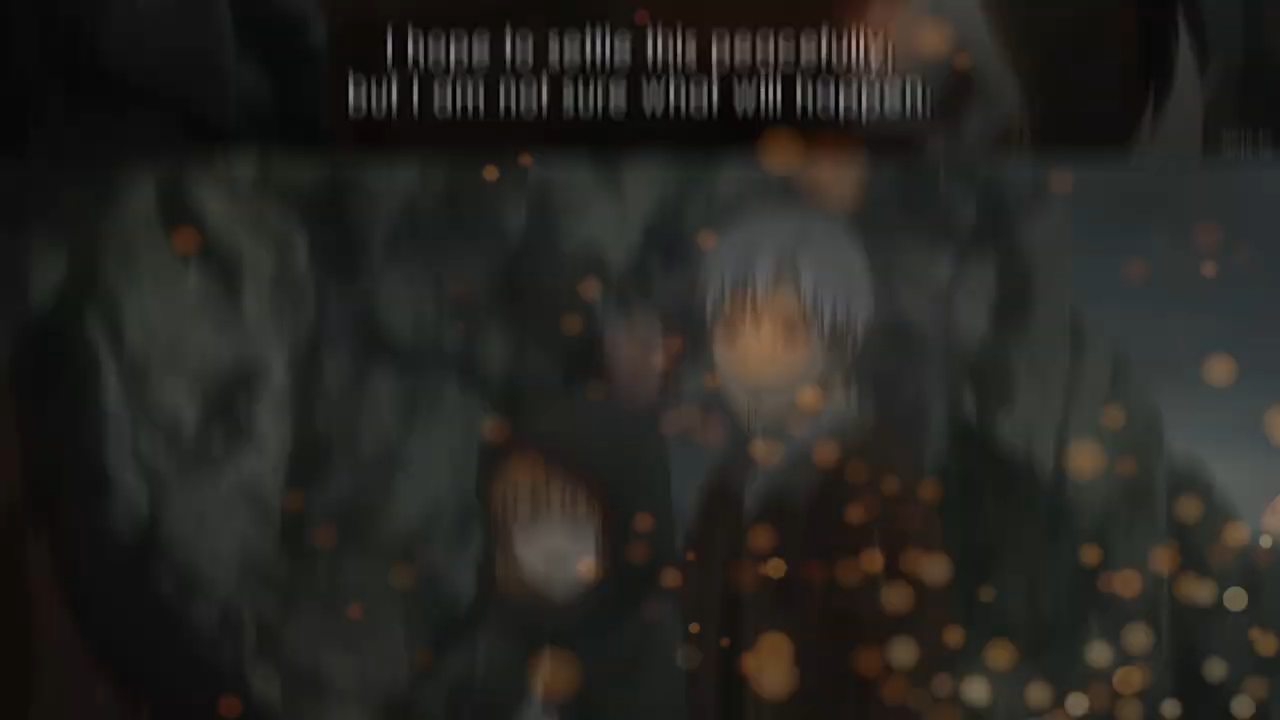 I hope to settle this peacefully,
but I am not sure what will happen.